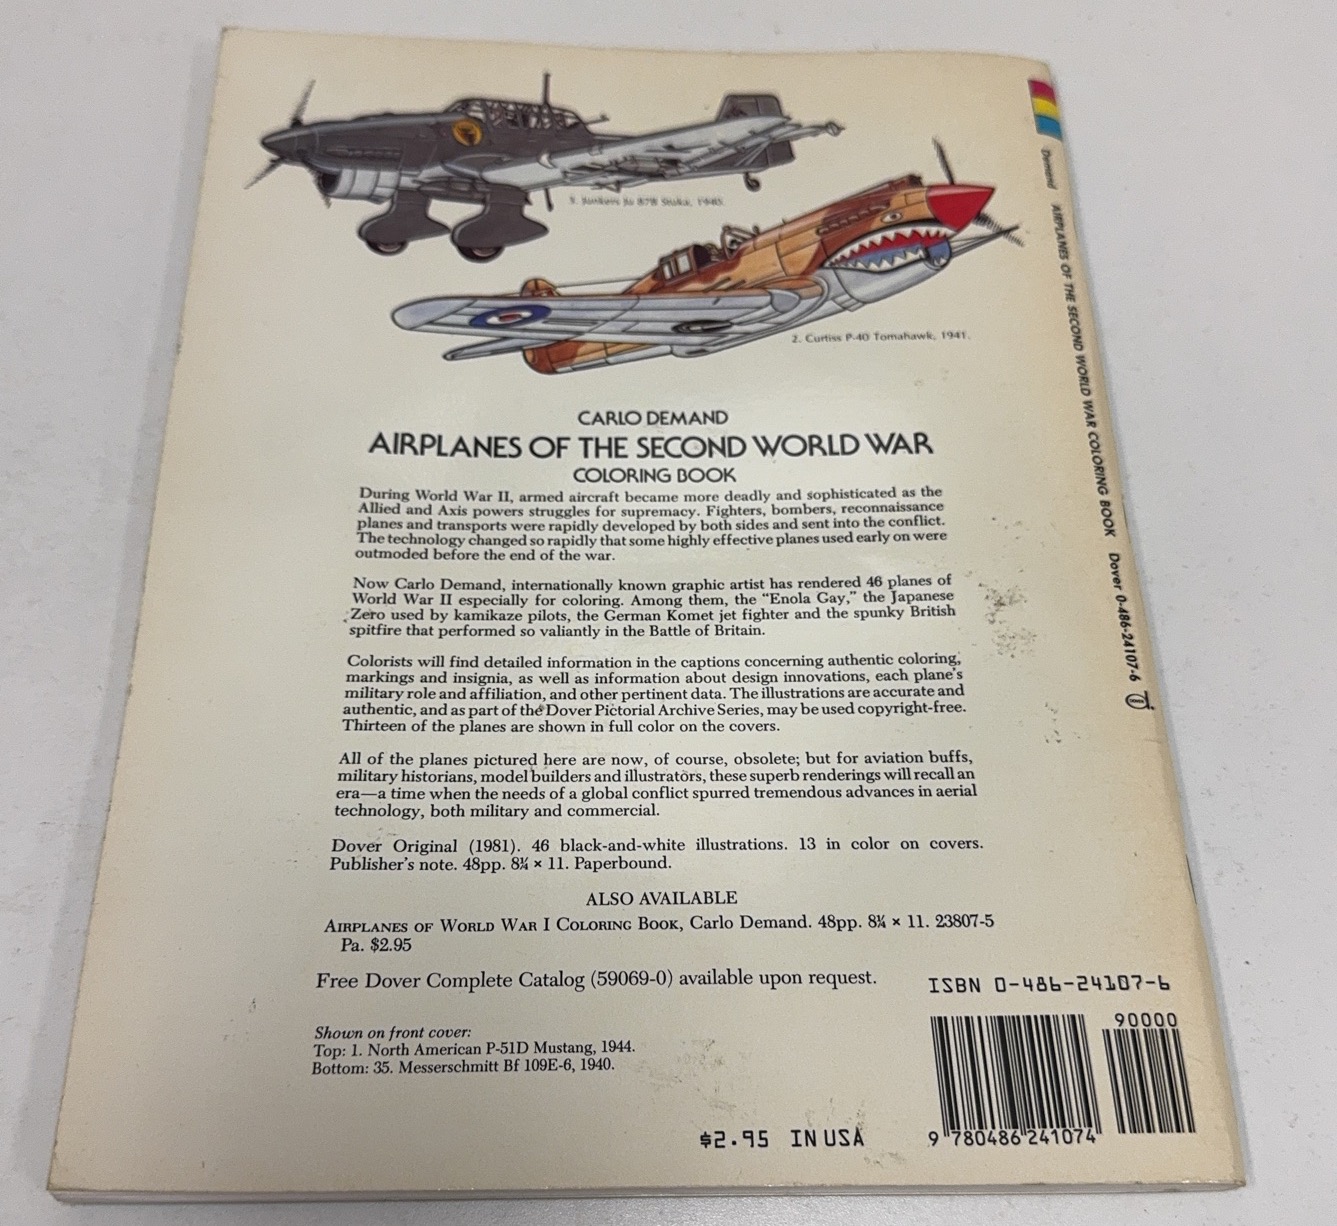 Junkers Ju 87B Stuka, 1940.
2. Curtiss P-40 Tomahawk, 1941.
CARLO DEMAND
AIRPLANES OF THE SECOND WORLD WAR
COLORING BOOK
During World War II, armed aircraft became more deadly and sophisticated as the
Allied and Axis powers struggles for supremacy. Fighters, bombers, reconnaissance
planes and transports were rapidly developed by both sides and sent into the conflict.
The technology changed so rapidly that some highly effective planes used early on were
outmoded before the end of the war.
Now Carlo Demand, internationally known graphic artist has rendered 46 planes of
World War II especially for coloring. Among them, the “Enola Gay,” the Japanese
Zero used by kamikaze pilots, the German Komet jet fighter and the spunky British
spitfire that performed so valiantly in the Battle of Britain.
Colorists will find detailed information in the captions concerning authentic coloring,
markings and insignia, as well as information about design innovations, each plane's
military role and affiliation, and other pertinent data. The illustrations are accurate and
authentic, and as part of the Dover Pictorial Archive Series, may be used copyright-free.
Thirteen of the planes are shown in full color on the covers.
All of the planes pictured here are now, of course, obsolete; but for aviation buffs,
military historians, model builders and illustrators, these superb renderings will recall an
era—a time when the needs of a global conflict spurred tremendous advances in aerial
technology, both military and commercial.
Dover Original (1981). 46 black-and-white illustrations. 13 in color on covers.
Publisher's note. 48pp. 8¼ × 11. Paperbound.
ALSO AVAILABLE
AIRPLANES OF WORLD WAR I COLORING BOOK, Carlo Demand. 48pp. 8¼ × 11. 23807-5
Pa. $2.95
Free Dover Complete Catalog (59069-0) available upon request.
Shown on front cover:
Top: 1. North American P-51D Mustang, 1944.
Bottom: 35. Messerschmitt Bf 109E-6, 1940.
$2.95 IN USA
ISBN 0-486-24107-6
90000
9 780486 241074
Demand AIRPLANES OF THE SECOND WORLD WAR COLORING BOOK Dover 0-486-24107-6